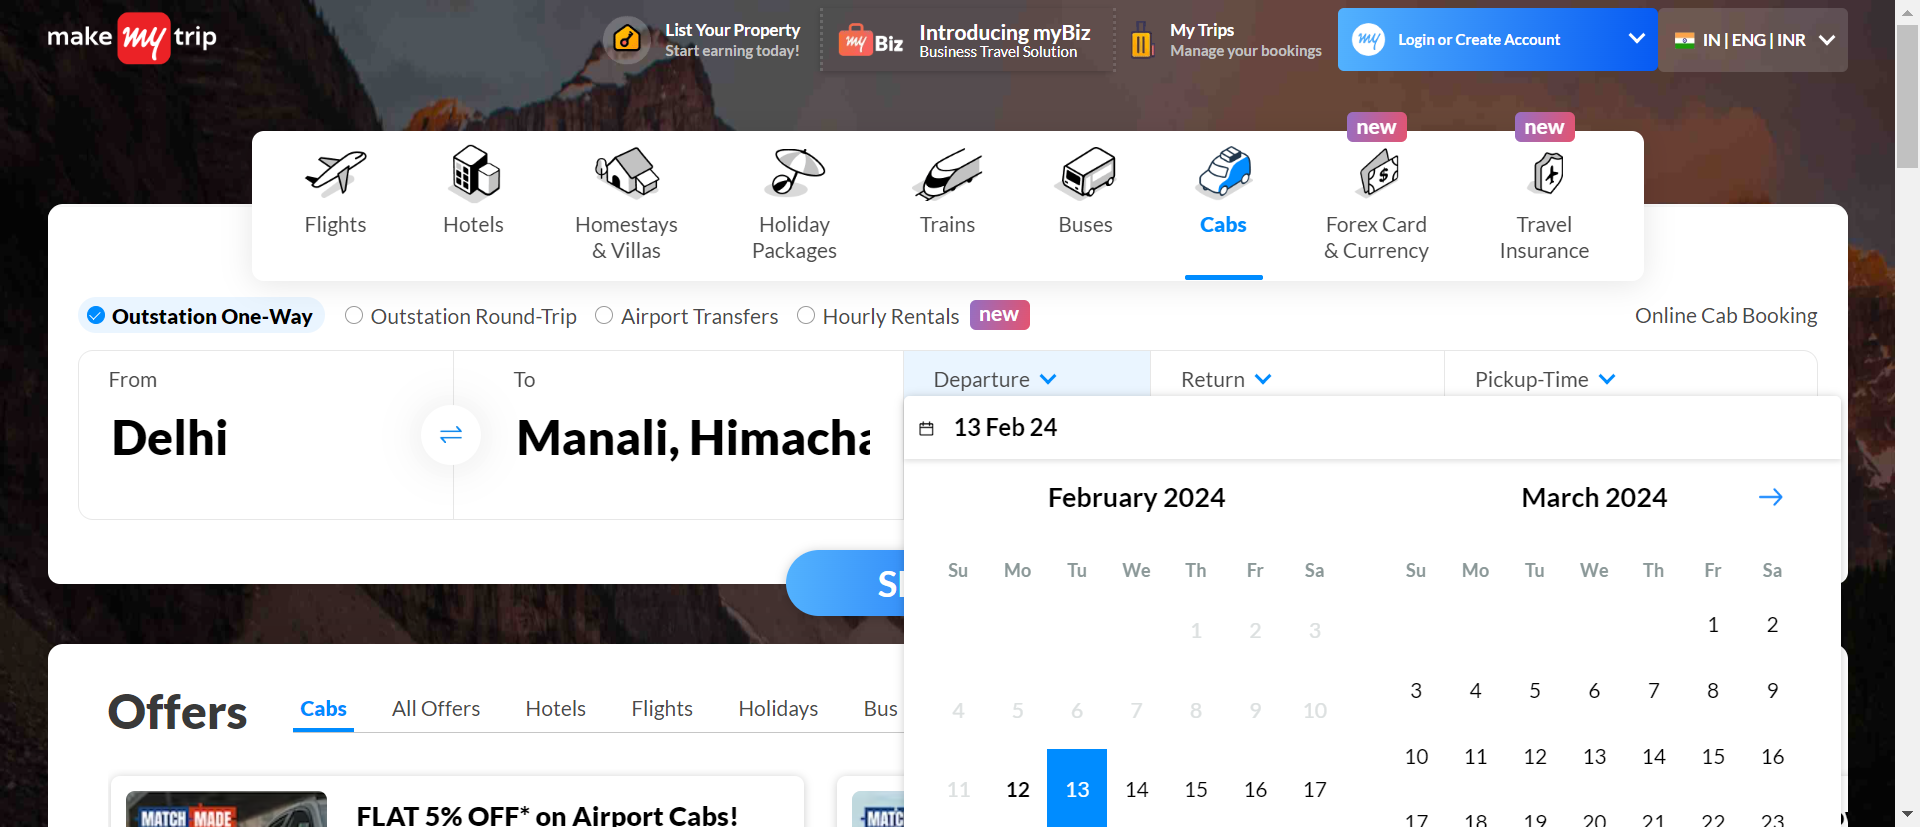 make my trip
List Your Property
Start earning today!
my Biz
Introducing myBiz
Business Travel Solution
My Trips
Manage your bookings
my
Login or Create Account
IN | ENG | INR
new
new
Flights
Hotels
Homestays
& Villas
Holiday
Packages
Trains
Buses
Cabs
Forex Card
& Currency
Travel
Insurance
Outstation One-Way
Outstation Round-Trip
Airport Transfers
Hourly Rentals
new
Online Cab Booking
From
To
Departure
Return
Pickup-Time
Delhi
Manali, Himacha
13 Feb 24
February 2024
March 2024
Su Mo Tu We Th Fr Sa
Su Mo Tu We Th Fr Sa
1 2 3
1 2
4 5 6 7 8 9 10
3 4 5 6 7 8 9
11 12 13 14 15 16 17
10 11 12 13 14 15 16
17 18 19 20 21 22 23
Offers
Cabs
All Offers
Hotels
Flights
Holidays
Bus
MATCH MADE
FLAT 5% OFF* on Airport Cabs!
MATC